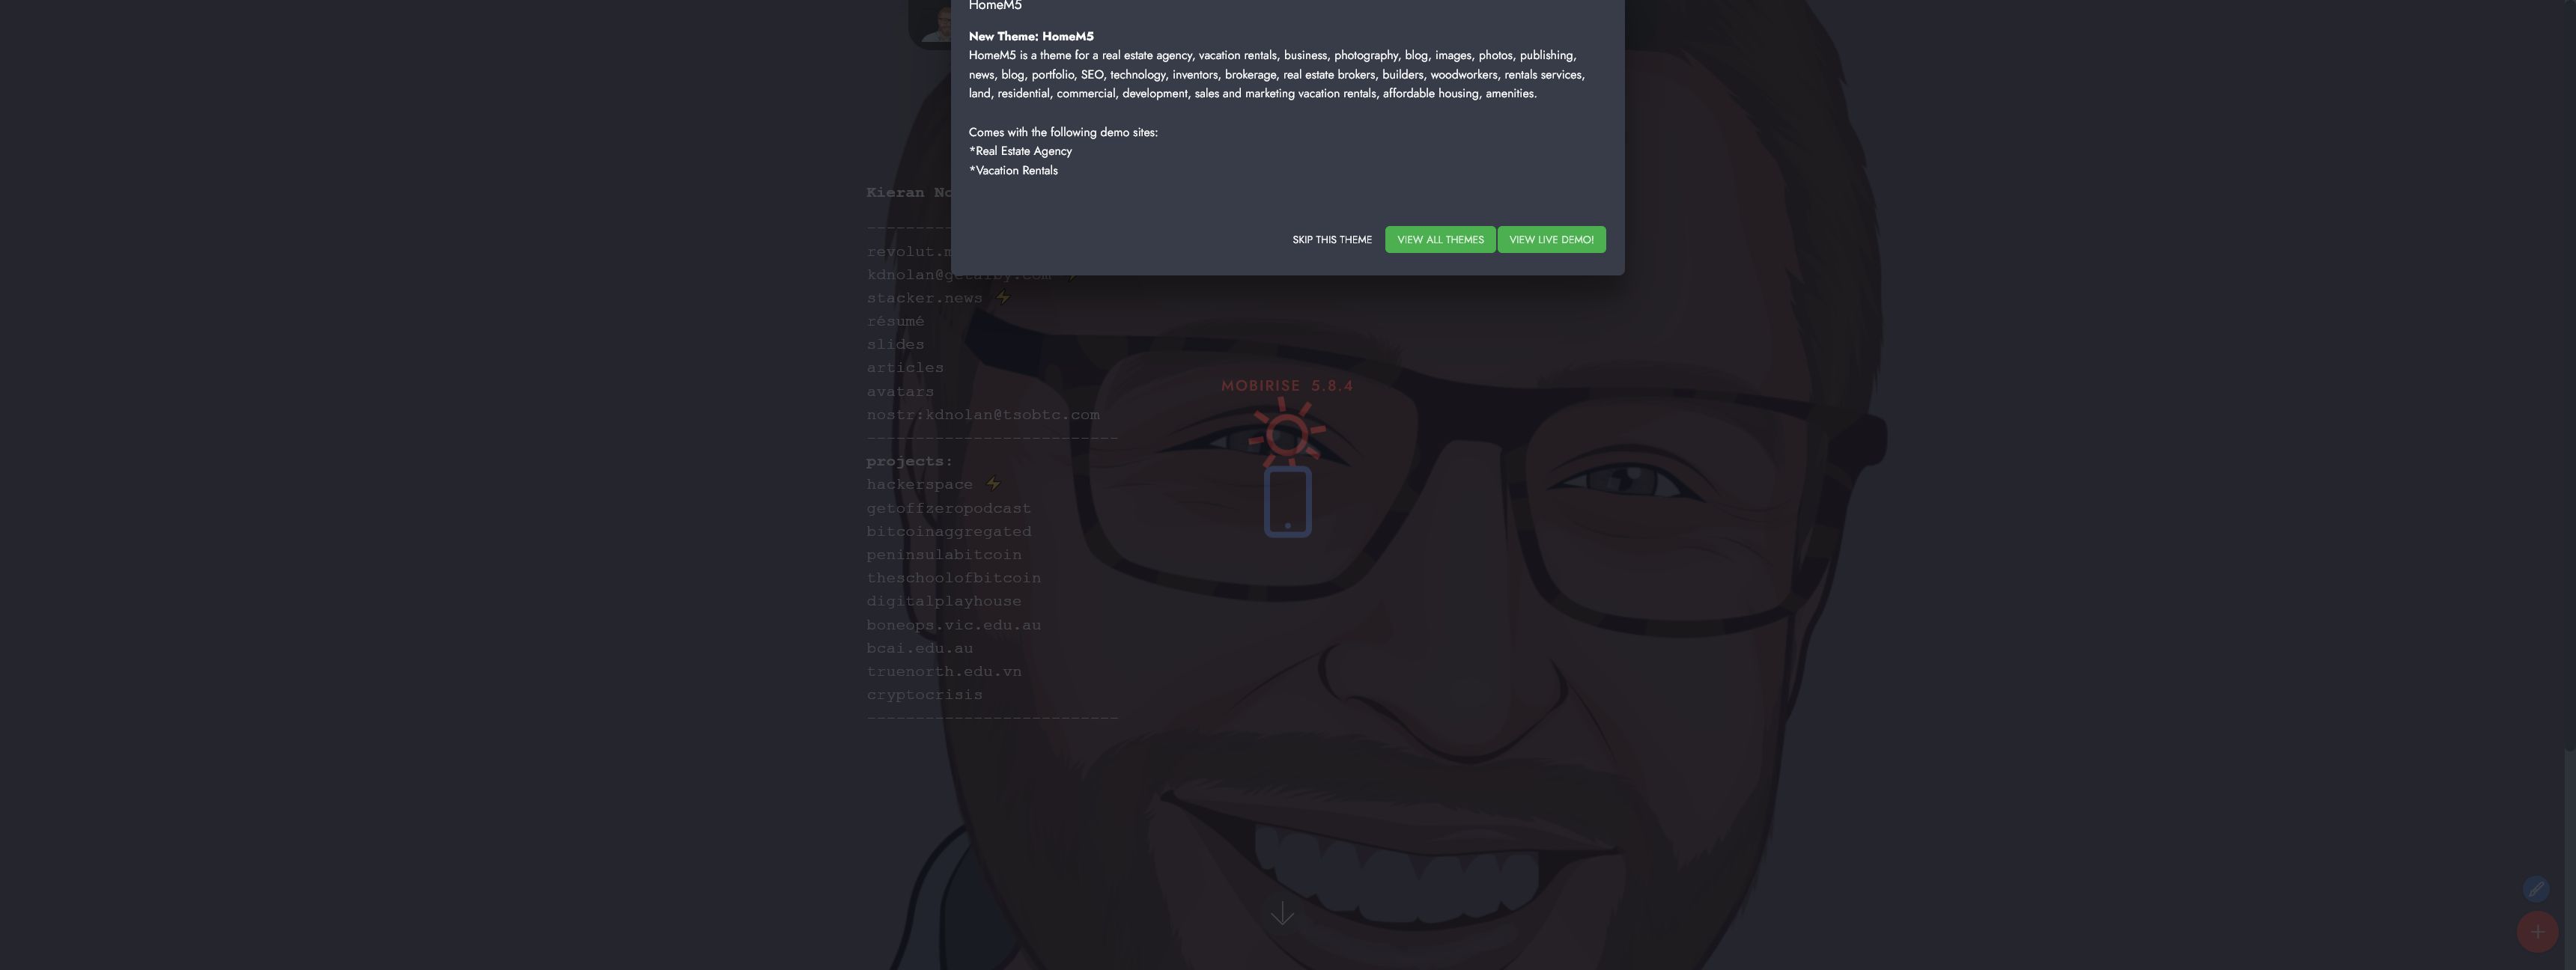 HomeM5
New Theme: HomeM5
HomeM5 is a theme for a real estate agency, vacation rentals, business, photography, blog, images, photos, publishing,
news, blog, portfolio, SEO, technology, inventors, brokerage, real estate brokers, builders, woodworkers, rentals services,
land, residential, commercial, development, sales and marketing vacation rentals, affordable housing, amenities.
Comes with the following demo sites:
*Real Estate Agency
*Vacation Rentals
SKIP THIS THEME VIEW ALL THEMES VIEW LIVE DEMO!
Kieran
--------------------------
kdnolan@getalby.com ⚡
stacker.news ⚡
résumé
slides
articles
avatars
nostr:kdnolan@tsobtc.com
--------------------------
projects:
hackerspace ⚡
getoffzeropodcast
bitcoinaggregated
peninsulabitcoin
theschoolofbitcoin
digitalplayhouse
boneops.vic.edu.au
bcai.edu.au
truenorth.edu.vn
cryptocrisis
--------------------------
MOBIRISE 5.8.4